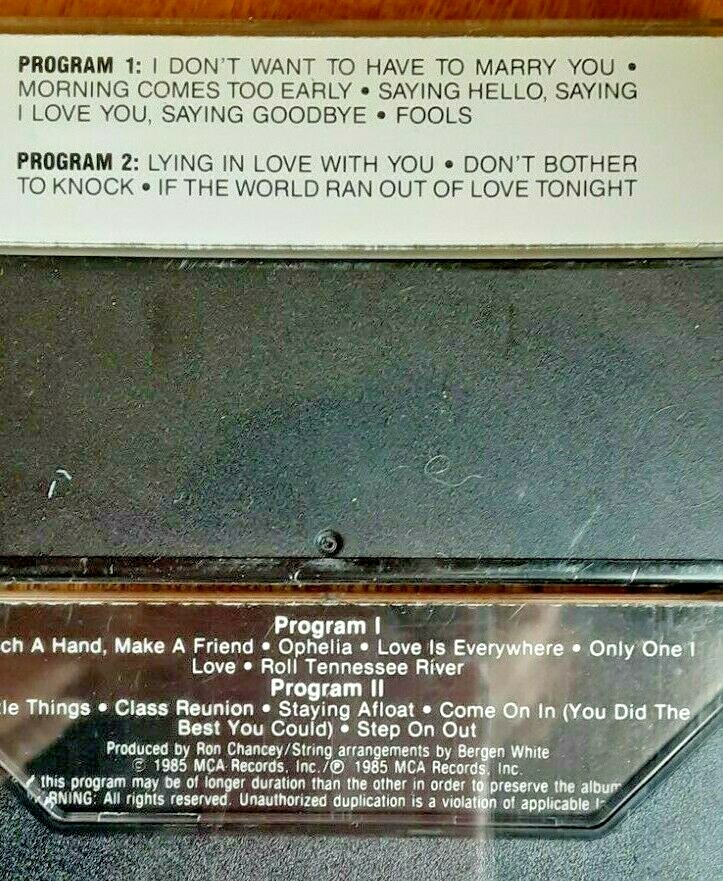 PROGRAM 1: I DON'T WANT TO HAVE TO MARRY YOU •
MORNING COMES TOO EARLY • SAYING HELLO, SAYING
I LOVE YOU, SAYING GOODBYE • FOOLS
PROGRAM 2: LYING IN LOVE WITH YOU • DON'T BOTHER
TO KNOCK • IF THE WORLD RAN OUT OF LOVE TONIGHT
Program I
ch A Hand, Make A Friend • Ophelia • Love Is Everywhere • Only One I
Love • Roll Tennessee River
Program II
le Things • Class Reunion • Staying Afloat • Come On In (You Did The
Best You Could) • Step On Out
Produced by Ron Chancey/String arrangements by Bergen White
© 1985 MCA Records, Inc./℗ 1985 MCA Records, Inc.
this program may be of longer duration than the other in order to preserve the album
RNING: All rights reserved. Unauthorized duplication is a violation of applicable